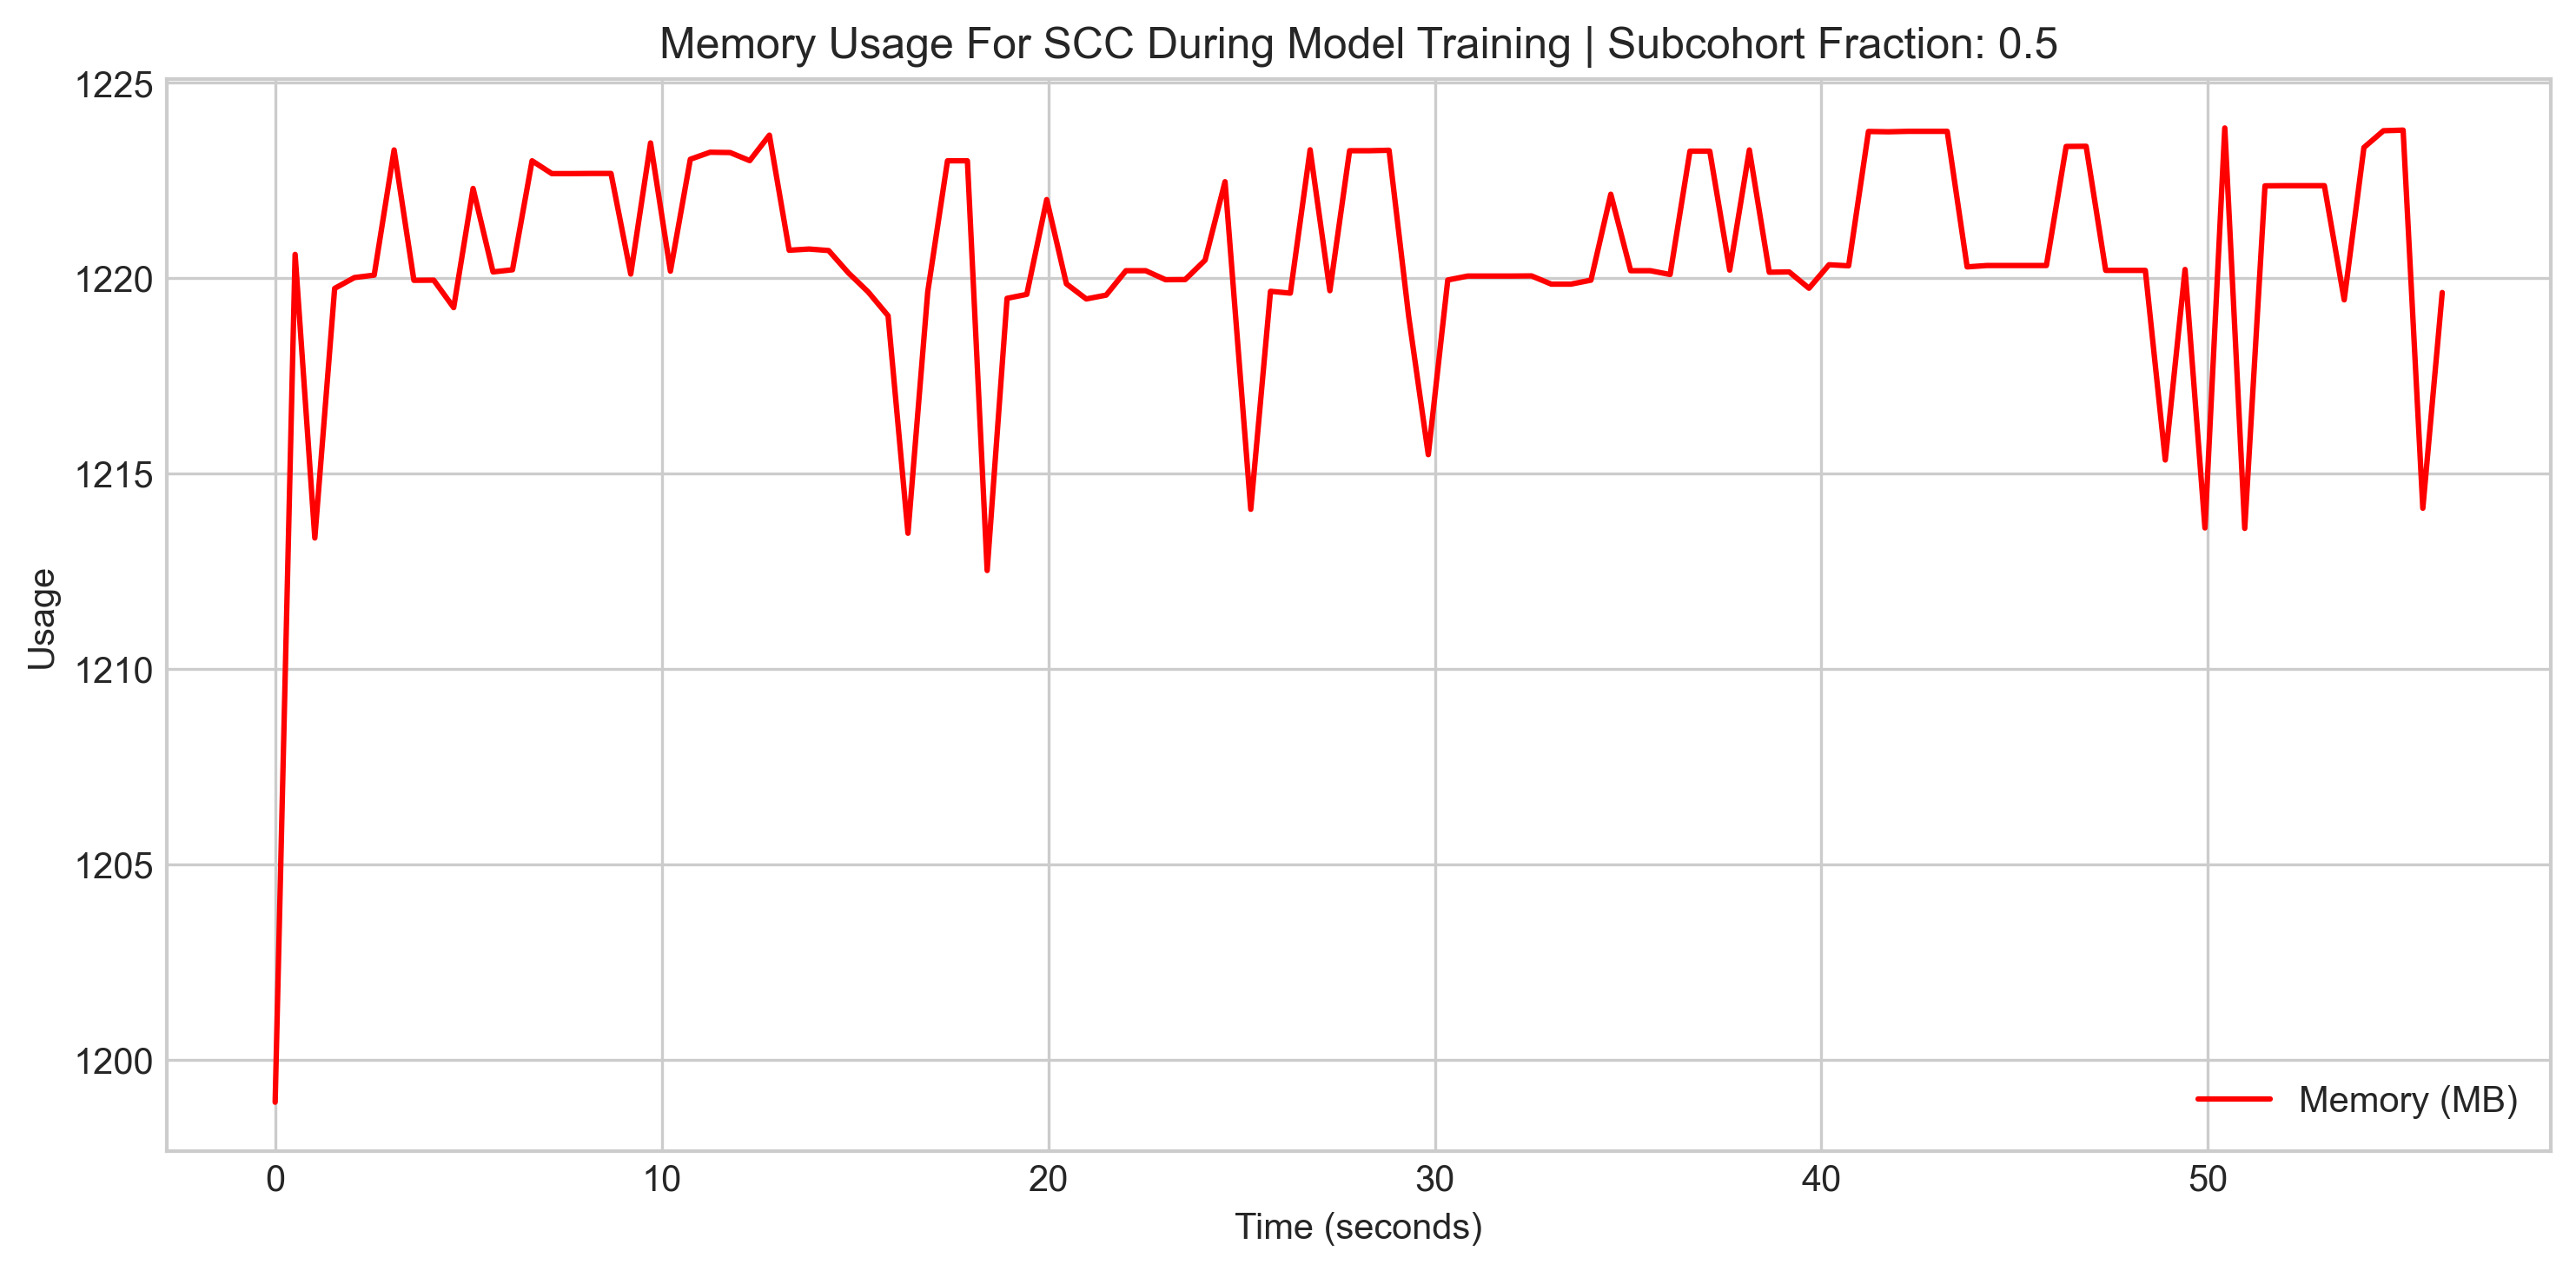 Memory Usage For SCC During Model Training | Subcohort Fraction: 0.5
1225
1220
1215
1210
1205
1200
Usage
Memory (MB)
0 10 20 30 40 50
Time (seconds)